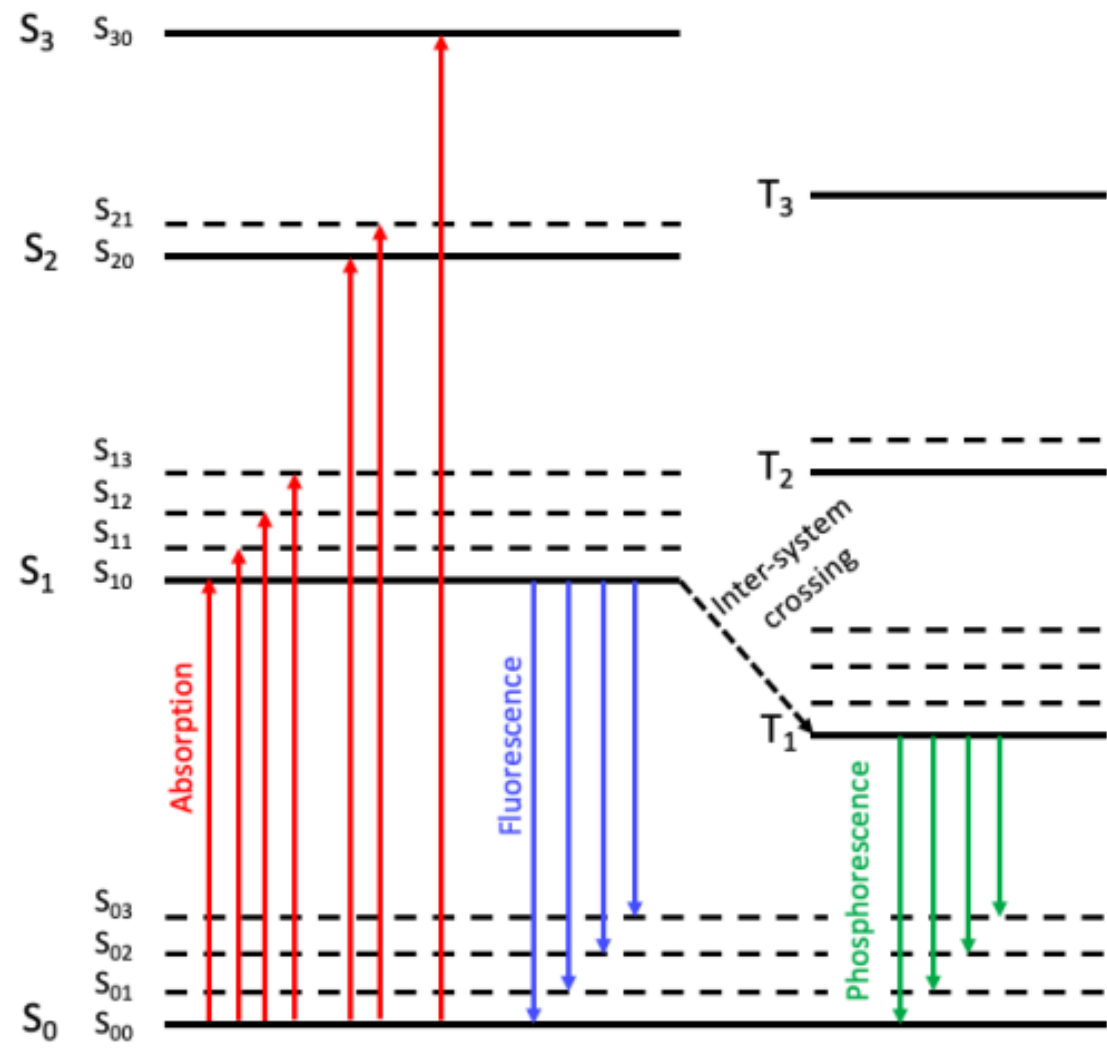 S₃ S₃₀
T₃
S₂₁
S₂ S₂₀
S₁₃
T₂
S₁₂
S₁₁
S₁ S₁₀
Inter-system
crossing
Absorption
Fluorescence
T₁
Phosphorescence
S₀₃
S₀₂
S₀₁
S₀ S₀₀